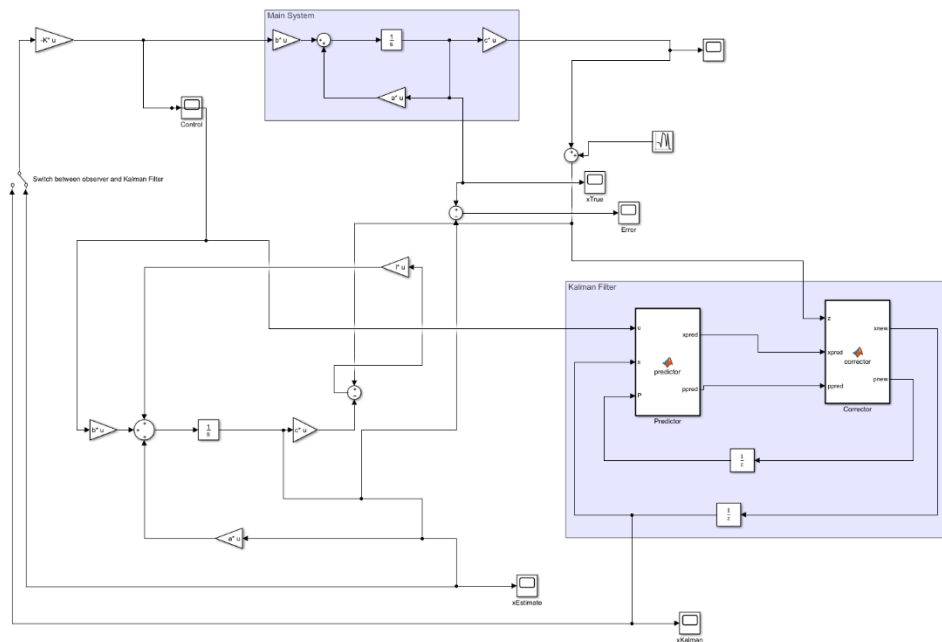 Main System
-K* u
b* u
1
s
c* u
a* u
Control
Switch between observer and Kalman Filter
xTrue
Error
l* u
Kalman Filter
u
x
P
predictor
xpred
ppred
Predictor
z
xpred
ppred
corrector
xnew
pnew
Corrector
b* u
1
s
c* u
1
z
1
z
a* u
xEstimate
xKalman